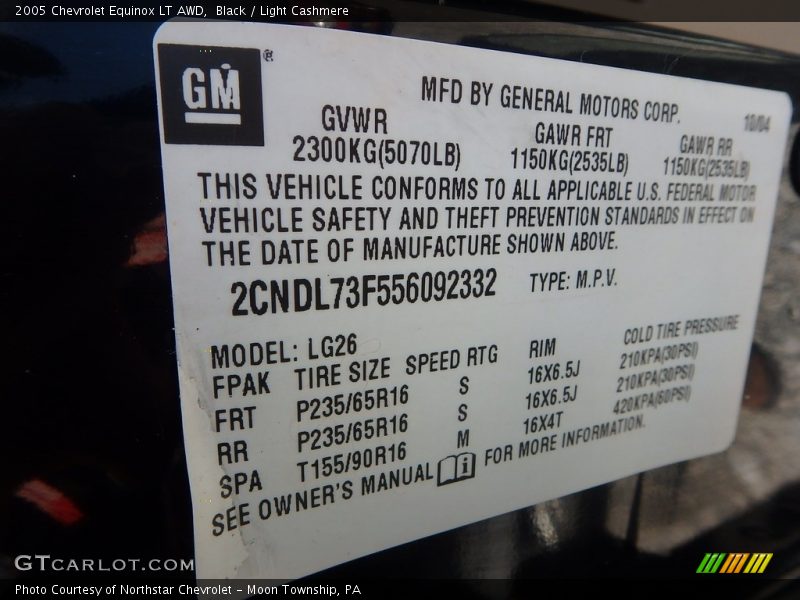 2005 Chevrolet Equinox LT AWD, Black / Light Cashmere
GM ®
MFD BY GENERAL MOTORS CORP. 10/04
GVWR GAWR FRT GAWR RR
2300KG(5070LB) 1150KG(2535LB) 1150KG(2535LB)
THIS VEHICLE CONFORMS TO ALL APPLICABLE U.S. FEDERAL MOTOR
VEHICLE SAFETY AND THEFT PREVENTION STANDARDS IN EFFECT ON
THE DATE OF MANUFACTURE SHOWN ABOVE.
2CNDL73F556092332 TYPE: M.P.V.
MODEL: LG26
FPAK TIRE SIZE SPEED RTG RIM COLD TIRE PRESSURE
FRT P235/65R16 S 16X6.5J 210KPA(30PSI)
RR P235/65R16 S 16X6.5J 210KPA(30PSI)
SPA T155/90R16 M 16X4T 420KPA(60PSI)
SEE OWNER'S MANUAL i FOR MORE INFORMATION.
GTCARLOT.COM
Photo Courtesy of Northstar Chevrolet - Moon Township, PA